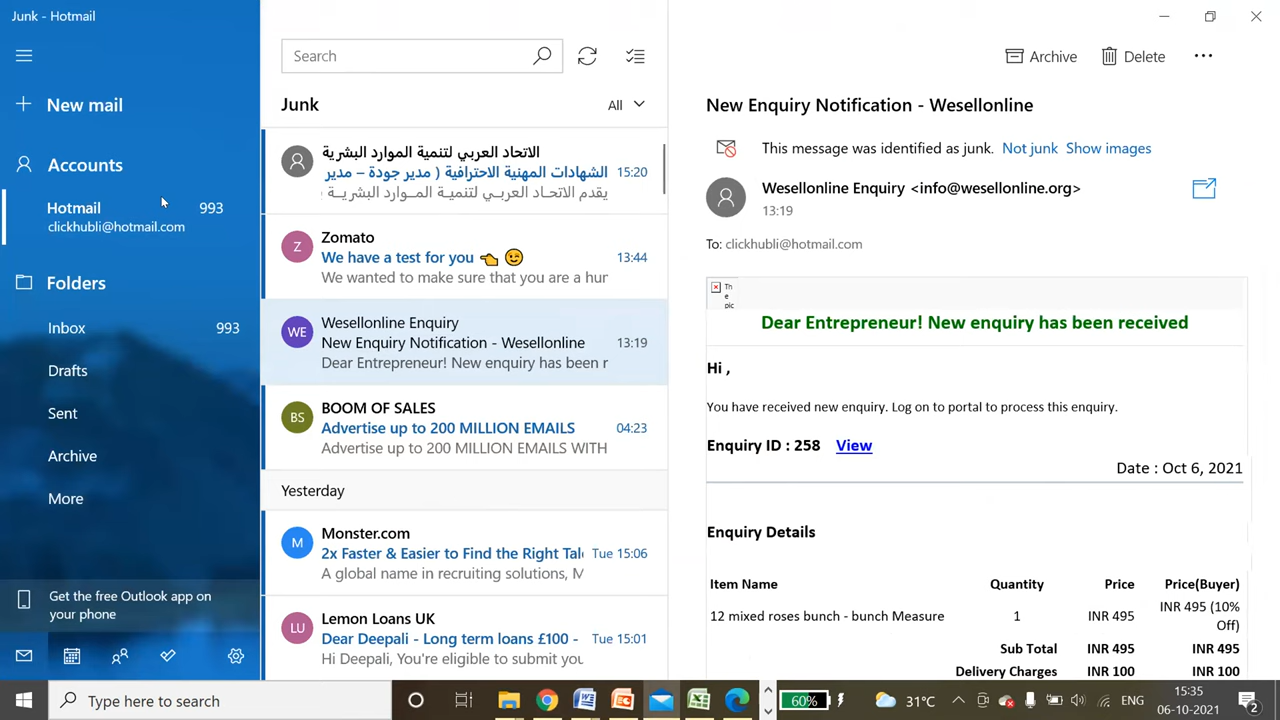 Junk - Hotmail
New mail
Accounts
Hotmail 993
clickhubli@hotmail.com
Folders
Inbox 993
Drafts
Sent
Archive
More
Get the free Outlook app on
your phone
Search
Junk All
الاتحاد العربي لتنمية الموارد البشرية
الشهادات المهنية الاحترافية ( مدير جودة – مدير 15:20
يقدم الاتحـاد العربـي لتنميـة المــوارد البشريــة
Z Zomato
We have a test for you 👈 😉 13:44
We wanted to make sure that you are a hur
WE Wesellonline Enquiry
New Enquiry Notification - Wesellonline 13:19
Dear Entrepreneur! New enquiry has been r
BS BOOM OF SALES
Advertise up to 200 MILLION EMAILS 04:23
Advertise up to 200 MILLION EMAILS WITH
Yesterday
M Monster.com
2x Faster & Easier to Find the Right Tal Tue 15:06
A global name in recruiting solutions, M
LU Lemon Loans UK
Dear Deepali - Long term loans £100 - Tue 15:01
Hi Deepali, You're eligible to submit you
Archive Delete
New Enquiry Notification - Wesellonline
This message was identified as junk. Not junk Show images
Wesellonline Enquiry <info@wesellonline.org>
13:19
To: clickhubli@hotmail.com
Th
e
pic
Dear Entrepreneur! New enquiry has been received
Hi ,
You have received new enquiry. Log on to portal to process this enquiry.
Enquiry ID : 258 View
Date : Oct 6, 2021
Enquiry Details
Item Name Quantity Price Price(Buyer)
12 mixed roses bunch - bunch Measure 1 INR 495 INR 495 (10%
Off)
Sub Total INR 495 INR 495
Delivery Charges INR 100 INR 100
Type here to search
60% 31°C ENG 15:35
06-10-2021
2